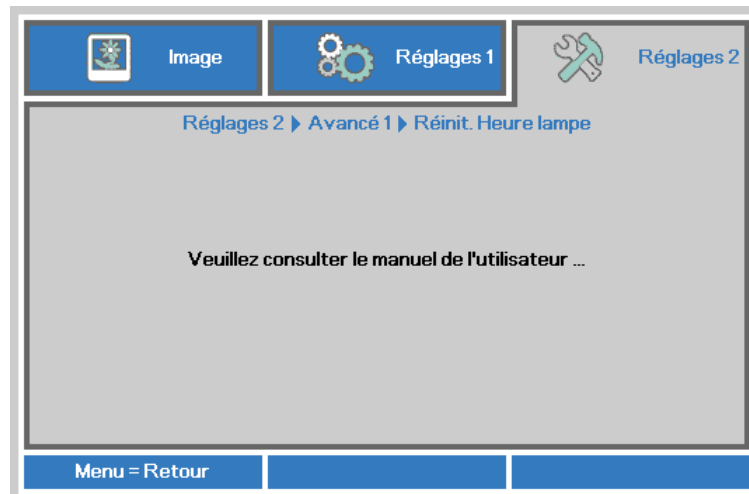 Image
Réglages 1
Réglages 2
Réglages 2 ▶ Avancé 1 ▶ Réinit. Heure lampe
Veuillez consulter le manuel de l'utilisateur ...
Menu = Retour